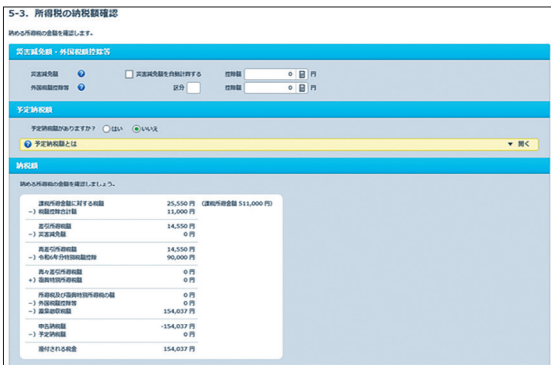 5-3. 所得税の納税額確認
納める所得税の金額を確認します。
災害減免額・外国税額控除等
災害減免額 ? 災害減免額を自動計算する 控除額 0 円
外国税額控除等 ? 区分 控除額 0 円
予定納税額
予定納税額がありますか? はい いいえ
? 予定納税額とは ▼ 開く
納税額
納める所得税の金額を確認しましょう。
課税所得金額に対する税額 25,550 円 (課税所得金額 511,000 円)
-) 税額控除合計額 11,000 円
差引所得税額 14,550 円
-) 災害減免額 0 円
再差引所得税額 14,550 円
-) 令和6年分特別税額控除 90,000 円
再々差引所得税額 0 円
+) 復興特別所得税額 0 円
所得税及び復興特別所得税の額 0 円
-) 外国税額控除等 0 円
-) 源泉徴収税額 154,037 円
申告納税額 -154,037 円
-) 予定納税額 0 円
還付される税金 154,037 円